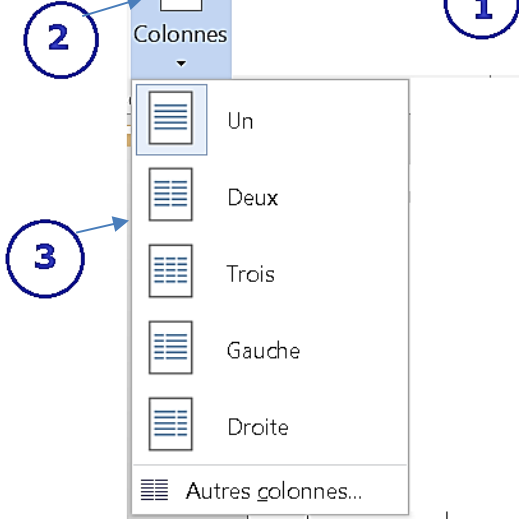 1
2
Colonnes
Un
Deux
3
Trois
Gauche
Droite
Autres colonnes...